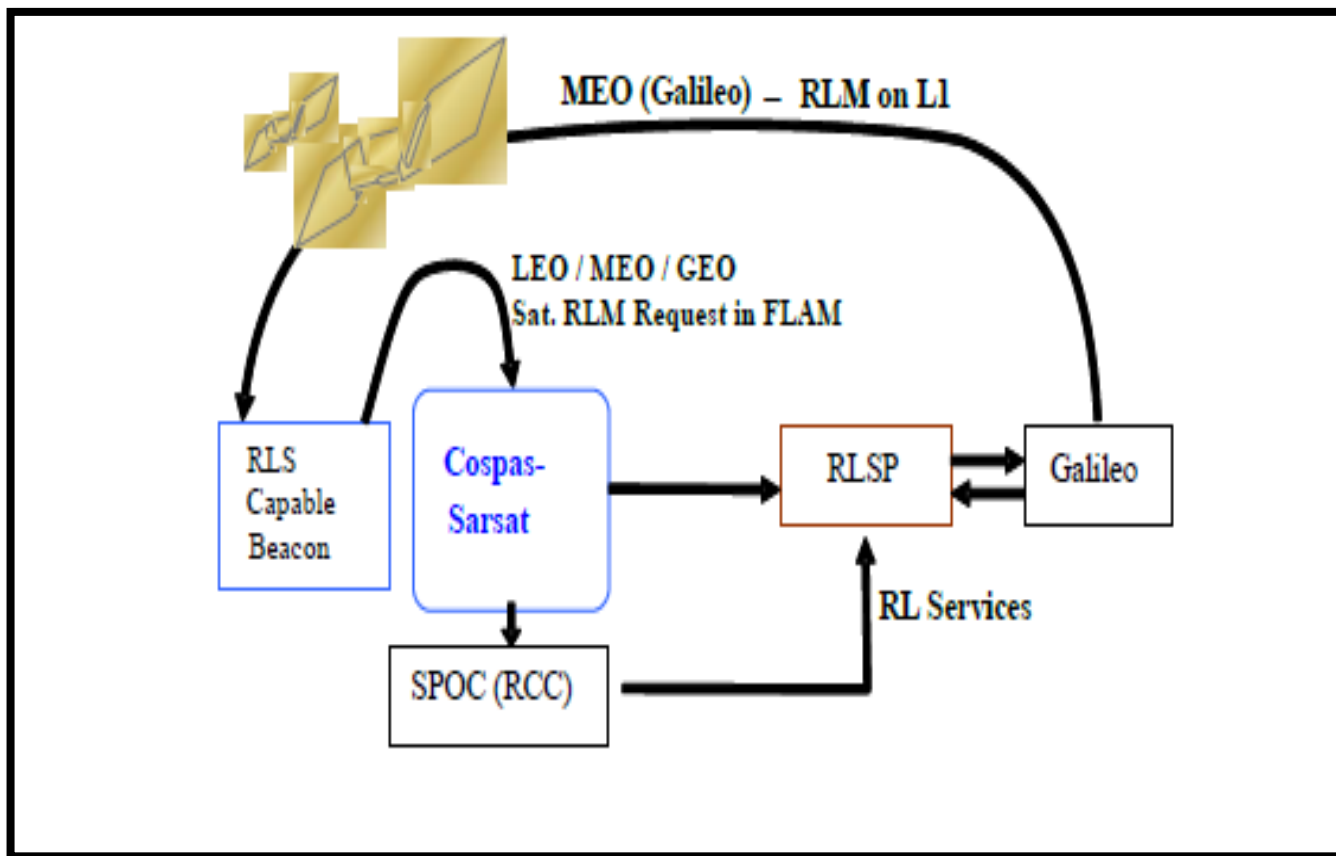 MEO (Galileo) – RLM on L1
LEO / MEO / GEO
Sat. RLM Request in FLAM
RLS
Capable
Beacon
Cospas-
Sarsat
RLSP
Galileo
RL Services
SPOC (RCC)